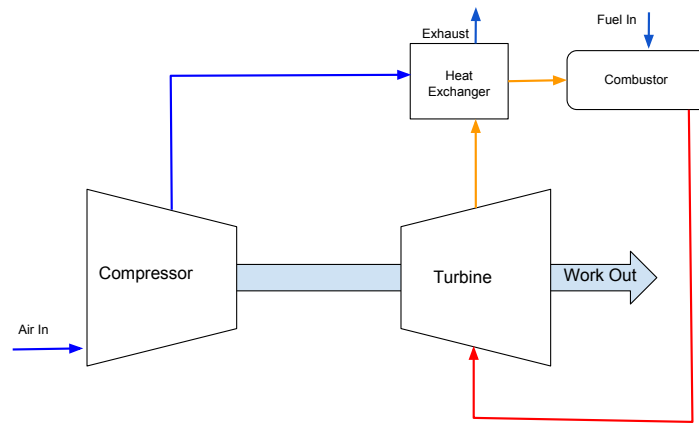 Fuel In
Exhaust
Heat
Exchanger
Combustor
Compressor
Turbine
Work Out
Air In